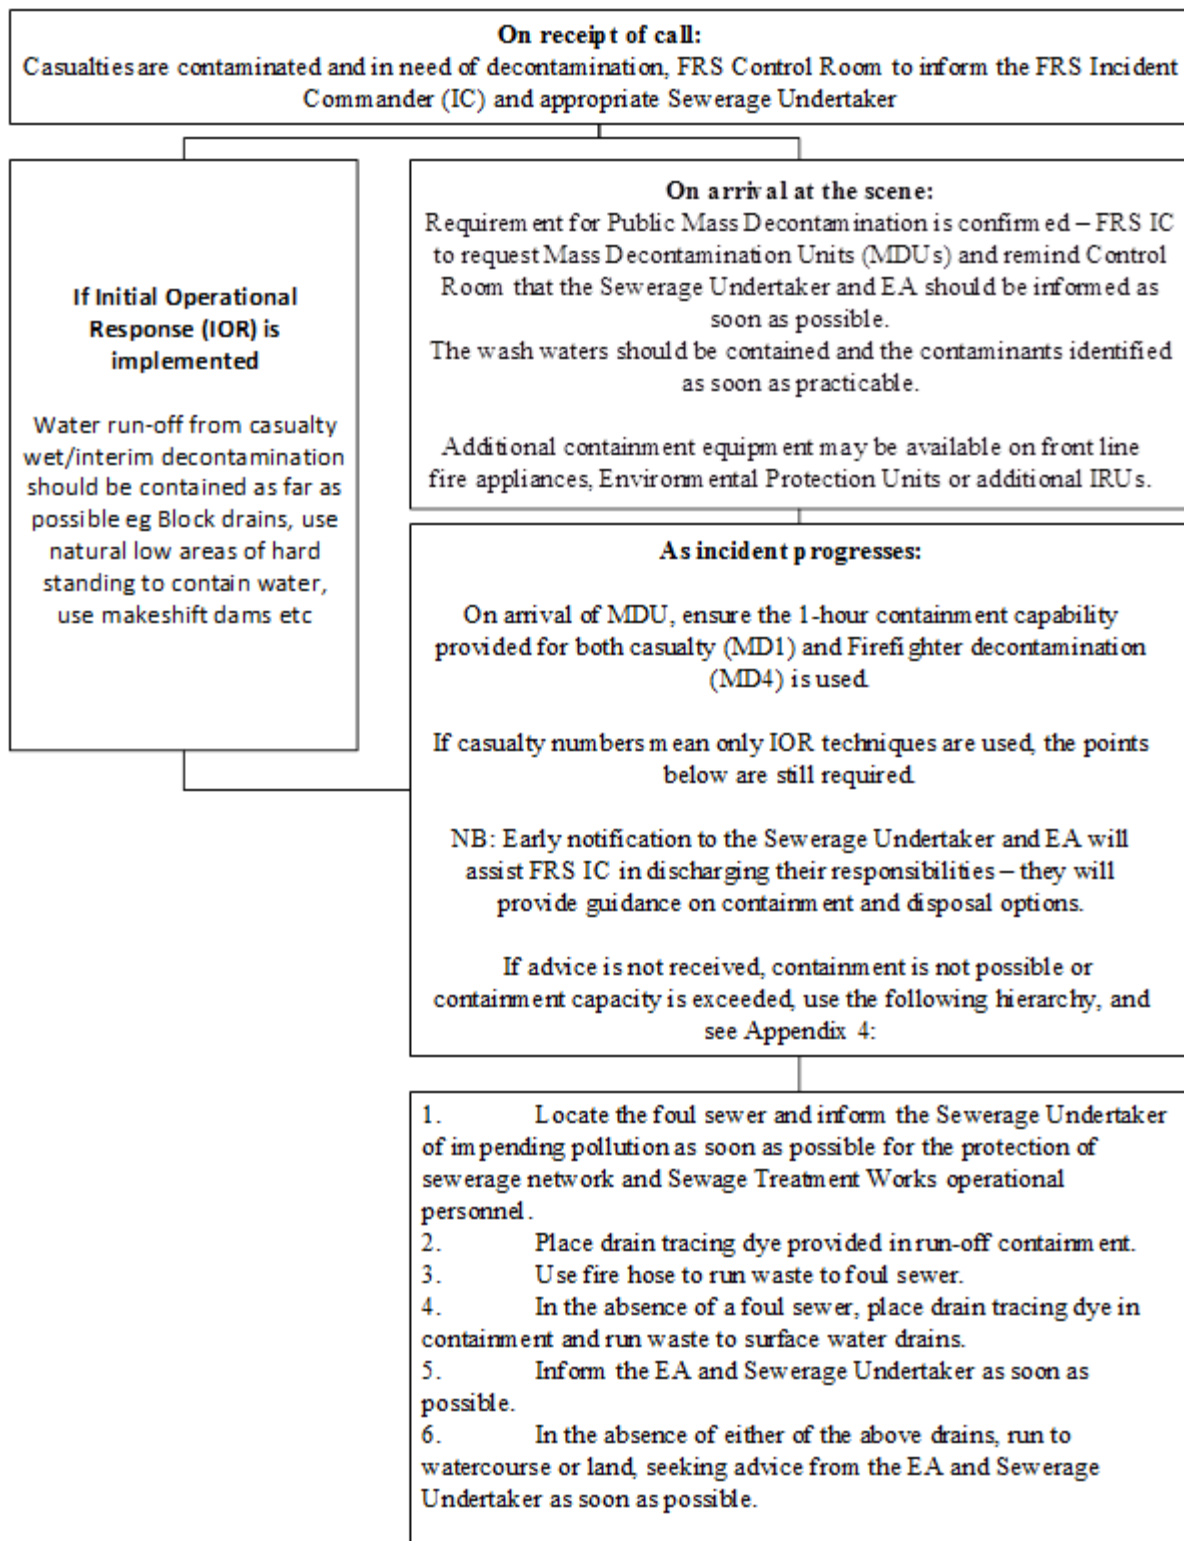 On receipt of call:
Casualties are contaminated and in need of decontamination, FRS Control Room to inform the FRS Incident
Commander (IC) and appropriate Sewerage Undertaker
If Initial Operational
Response (IOR) is
implemented
Water run-off from casualty
wet/interim decontamination
should be contained as far as
possible eg Block drains, use
natural low areas of hard
standing to contain water,
use makeshift dams etc
On arrival at the scene:
Requirement for Public Mass Decontamination is confirmed – FRS IC
to request Mass Decontamination Units (MDUs) and remind Control
Room that the Sewerage Undertaker and EA should be informed as
soon as possible.
The wash waters should be contained and the contaminants identified
as soon as practicable.
Additional containment equipment may be available on front line
fire appliances, Environmental Protection Units or additional IRUs.
As incident progresses:
On arrival of MDU, ensure the 1-hour containment capability
provided for both casualty (MD1) and Firefighter decontamination
(MD4) is used.
If casualty numbers mean only IOR techniques are used, the points
below are still required.
NB: Early notification to the Sewerage Undertaker and EA will
assist FRS IC in discharging their responsibilities – they will
provide guidance on containment and disposal options.
If advice is not received, containment is not possible or
containment capacity is exceeded, use the following hierarchy, and
see Appendix 4:
1. Locate the foul sewer and inform the Sewerage Undertaker
of impending pollution as soon as possible for the protection of
sewerage network and Sewage Treatment Works operational
personnel.
2. Place drain tracing dye provided in run-off containment.
3. Use fire hose to run waste to foul sewer.
4. In the absence of a foul sewer, place drain tracing dye in
containment and run waste to surface water drains.
5. Inform the EA and Sewerage Undertaker as soon as
possible.
6. In the absence of either of the above drains, run to
watercourse or land, seeking advice from the EA and Sewerage
Undertaker as soon as possible.